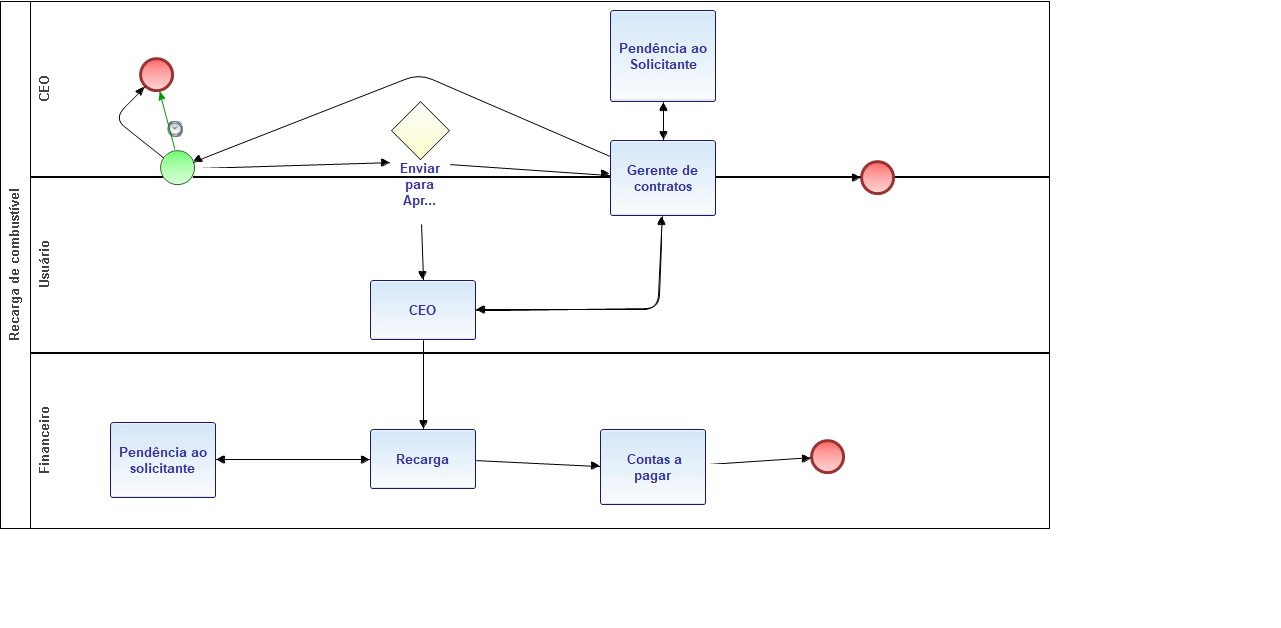 Recarga de combustível
CEO
Pendência ao
Solicitante
Enviar
para
Apr...
Gerente de
contratos
Usuário
CEO
Financeiro
Pendência ao
solicitante
Recarga
Contas a
pagar